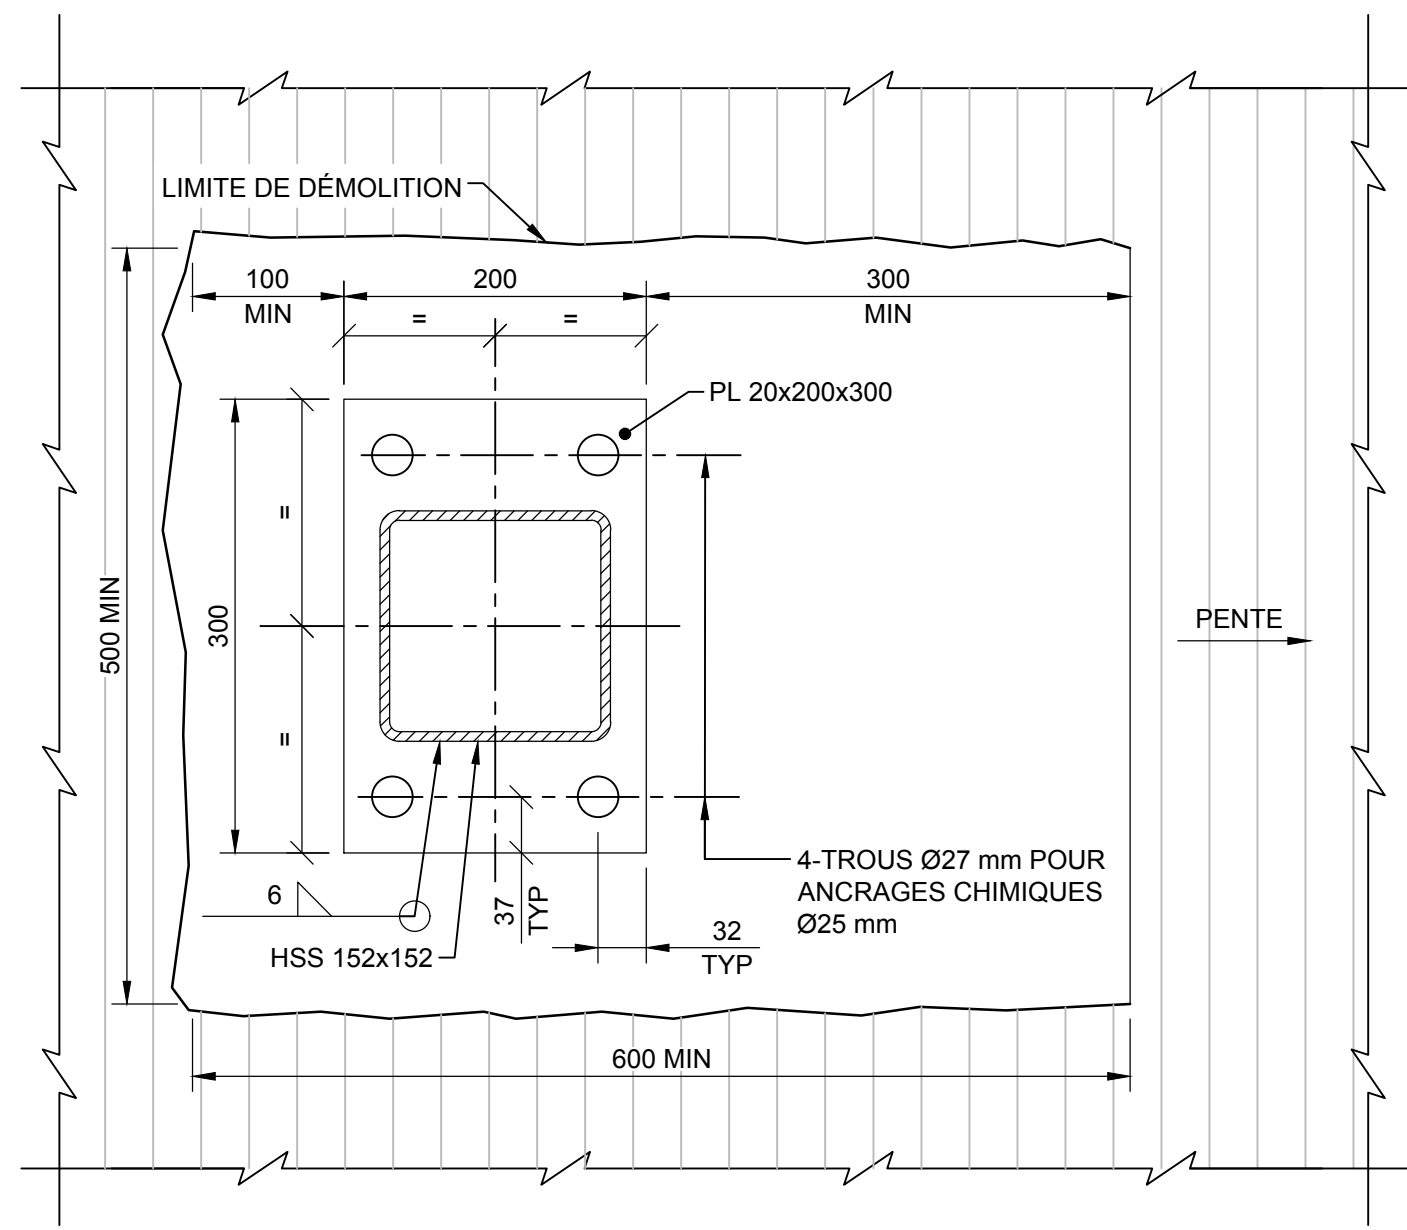 LIMITE DE DÉMOLITION
100
MIN
200
300
MIN
=
=
PL 20x200x300
=
=
300
500 MIN
PENTE
6
HSS 152x152
37
TYP
32
TYP
4-TROUS Ø27 mm POUR
ANCRAGES CHIMIQUES
Ø25 mm
600 MIN